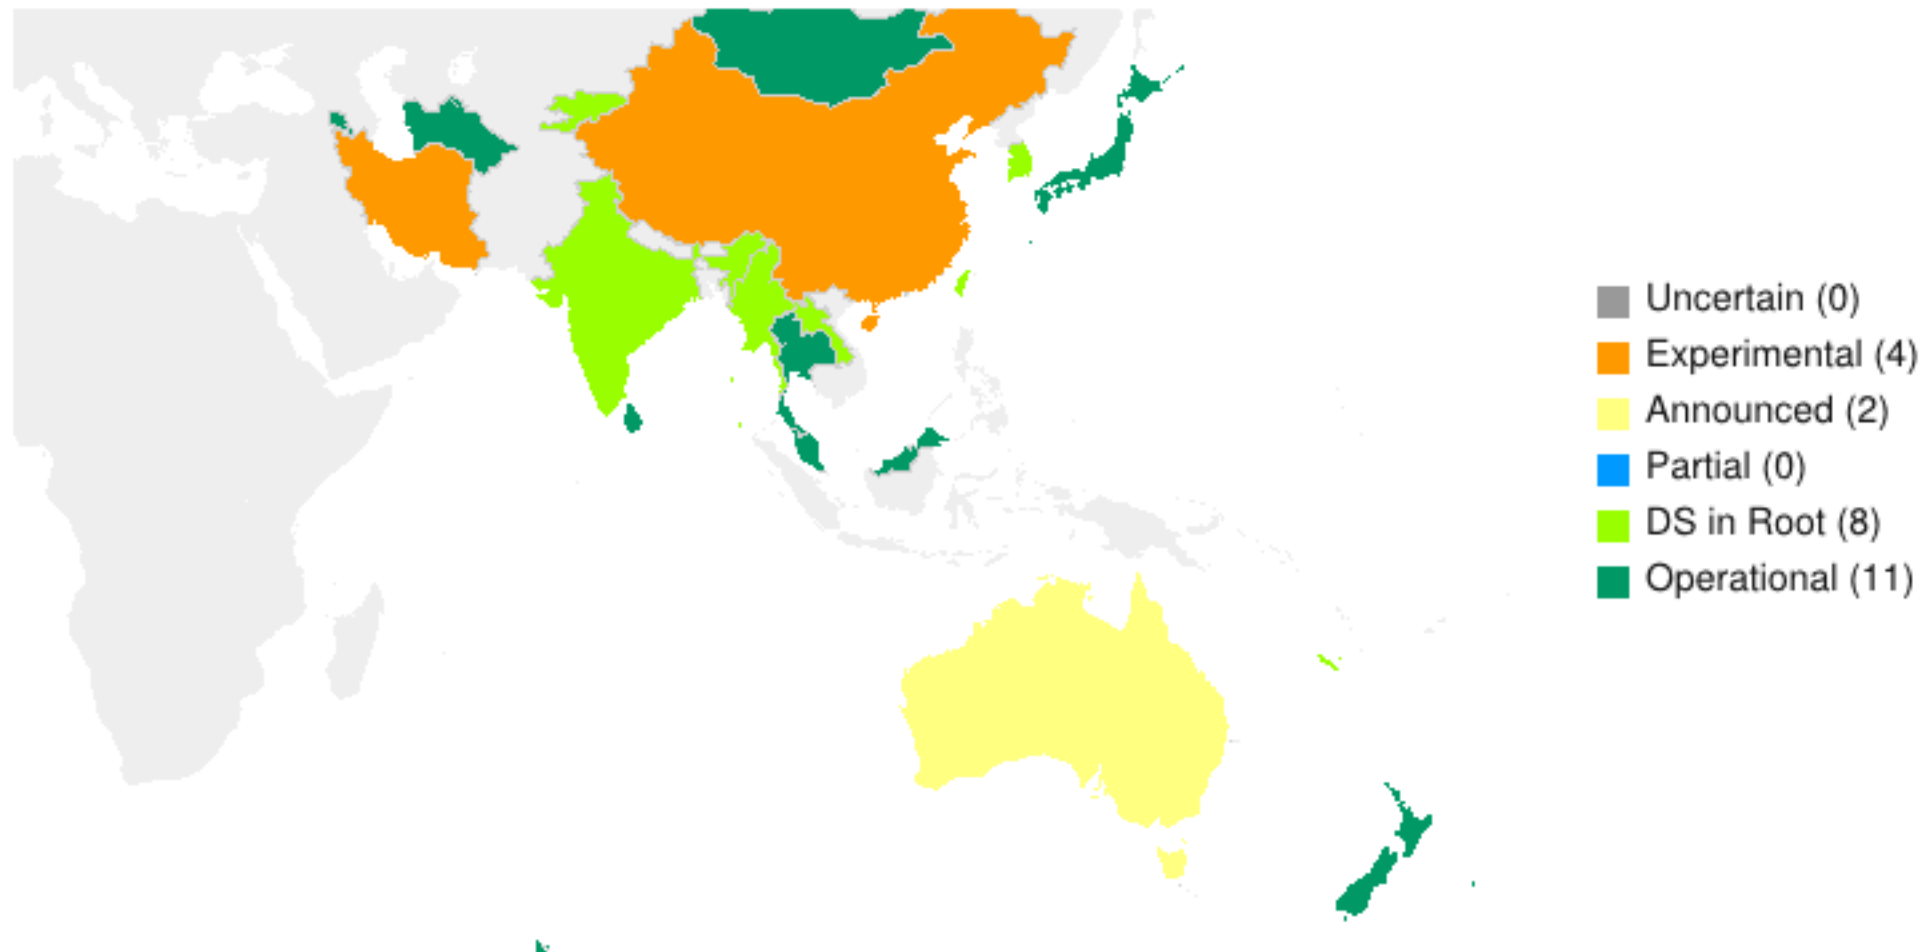 Uncertain (0)
Experimental (4)
Announced (2)
Partial (0)
DS in Root (8)
Operational (11)